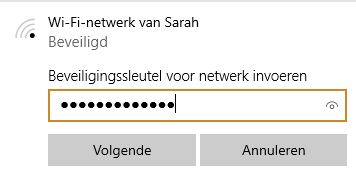 Wi-Fi-netwerk van Sarah
Beveiligd
Beveiligingssleutel voor netwerk invoeren
●●●●●●●●●●●●●
Volgende Annuleren